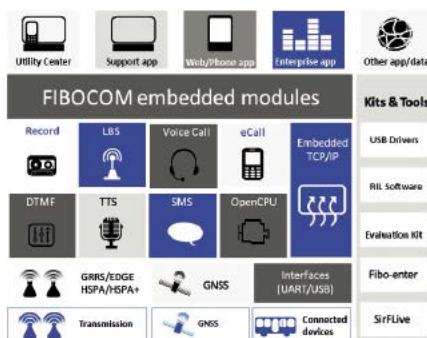 Utility Center
Support app
Web/Phone app
Enterprise app
Other app/data
FIBOCOM embedded modules
Kits & Tools
Record
LBS
Voice Call
eCall
Embedded
TCP/IP
USB Drivers
RIL Software
DTMF
TTS
SMS
OpenCPU
Evaluation Kit
GRRS/EDGE
HSPA/HSPA+
GNSS
Interfaces
(UART/USB)
Fibo-enter
Transmission
GNSS
Connected
devices
SirFLive